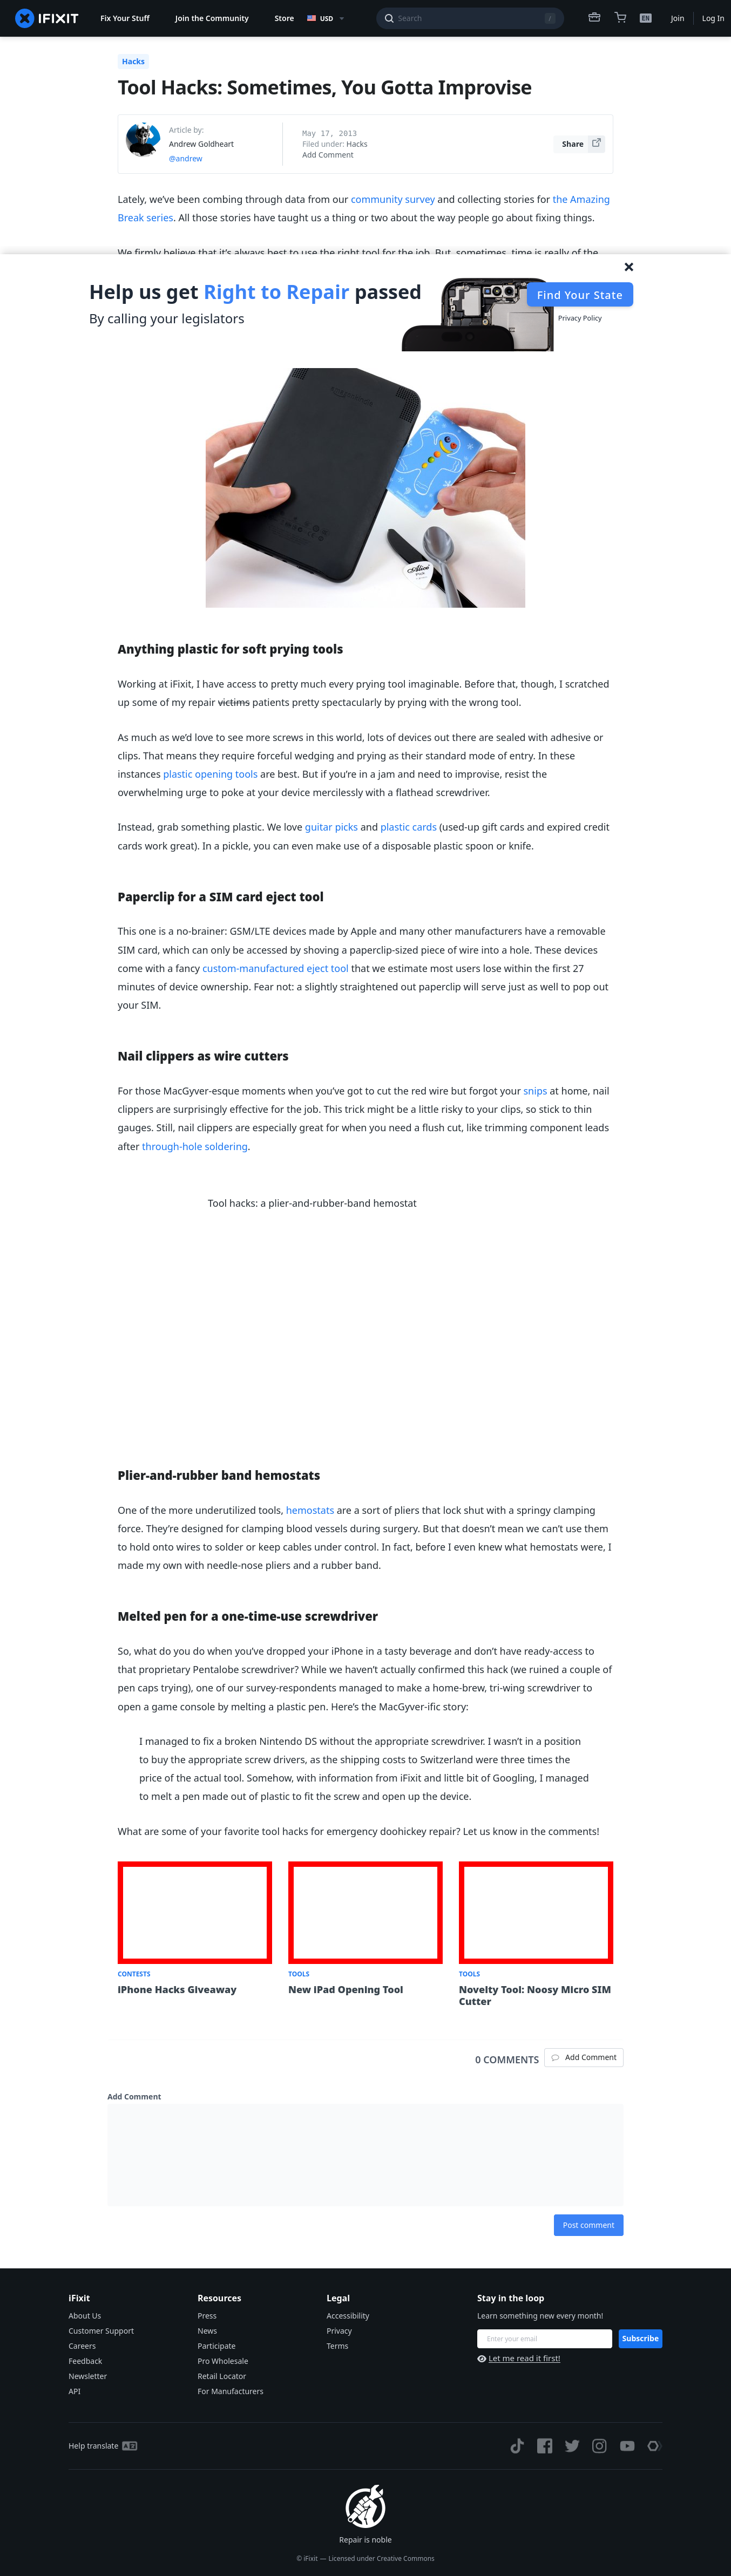 IFIXIT
Fix Your Stuff
Join the Community
Store
USD
Search
/
EN
Join
Log In
Hacks
Tool Hacks: Sometimes, You Gotta Improvise
Article by:
Andrew Goldheart
@andrew
May 17, 2013
Filed under: Hacks
Add Comment
Share
Lately, we've been combing through data from our community survey and collecting stories for the Amazing
Break series. All those stories have taught us a thing or two about the way people go about fixing things.
We firmly believe that it's always best to use the right tool for the job. But, sometimes, time is really of the
Help us get Right to Repair passed
By calling your legislators
Find Your State
Privacy Policy
Alice
Anything plastic for soft prying tools
Working at iFixit, I have access to pretty much every prying tool imaginable. Before that, though, I scratched
up some of my repair victims patients pretty spectacularly by prying with the wrong tool.
As much as we'd love to see more screws in this world, lots of devices out there are sealed with adhesive or
clips. That means they require forceful wedging and prying as their standard mode of entry. In these
instances plastic opening tools are best. But if you're in a jam and need to improvise, resist the
overwhelming urge to poke at your device mercilessly with a flathead screwdriver.
Instead, grab something plastic. We love guitar picks and plastic cards (used-up gift cards and expired credit
cards work great). In a pickle, you can even make use of a disposable plastic spoon or knife.
Paperclip for a SIM card eject tool
This one is a no-brainer: GSM/LTE devices made by Apple and many other manufacturers have a removable
SIM card, which can only be accessed by shoving a paperclip-sized piece of wire into a hole. These devices
come with a fancy custom-manufactured eject tool that we estimate most users lose within the first 27
minutes of device ownership. Fear not: a slightly straightened out paperclip will serve just as well to pop out
your SIM.
Nail clippers as wire cutters
For those MacGyver-esque moments when you've got to cut the red wire but forgot your snips at home, nail
clippers are surprisingly effective for the job. This trick might be a little risky to your clips, so stick to thin
gauges. Still, nail clippers are especially great for when you need a flush cut, like trimming component leads
after through-hole soldering.
Tool hacks: a plier-and-rubber-band hemostat
Plier-and-rubber band hemostats
One of the more underutilized tools, hemostats are a sort of pliers that lock shut with a springy clamping
force. They're designed for clamping blood vessels during surgery. But that doesn't mean we can't use them
to hold onto wires to solder or keep cables under control. In fact, before I even knew what hemostats were, I
made my own with needle-nose pliers and a rubber band.
Melted pen for a one-time-use screwdriver
So, what do you do when you've dropped your iPhone in a tasty beverage and don't have ready-access to
that proprietary Pentalobe screwdriver? While we haven't actually confirmed this hack (we ruined a couple of
pen caps trying), one of our survey-respondents managed to make a home-brew, tri-wing screwdriver to
open a game console by melting a plastic pen. Here's the MacGyver-ific story:
I managed to fix a broken Nintendo DS without the appropriate screwdriver. I wasn't in a position
to buy the appropriate screw drivers, as the shipping costs to Switzerland were three times the
price of the actual tool. Somehow, with information from iFixit and little bit of Googling, I managed
to melt a pen made out of plastic to fit the screw and open up the device.
What are some of your favorite tool hacks for emergency doohickey repair? Let us know in the comments!
CONTESTS
iPhone Hacks Giveaway
TOOLS
New iPad Opening Tool
TOOLS
Novelty Tool: Noosy Micro SIM
Cutter
0 COMMENTS
Add Comment
Add Comment
Post comment
iFixit
About Us
Customer Support
Careers
Feedback
Newsletter
API
Resources
Press
News
Participate
Pro Wholesale
Retail Locator
For Manufacturers
Legal
Accessibility
Privacy
Terms
Stay in the loop
Learn something new every month!
Enter your email
Subscribe
Let me read it first!
Help translate
Repair is noble
© iFixit — Licensed under Creative Commons